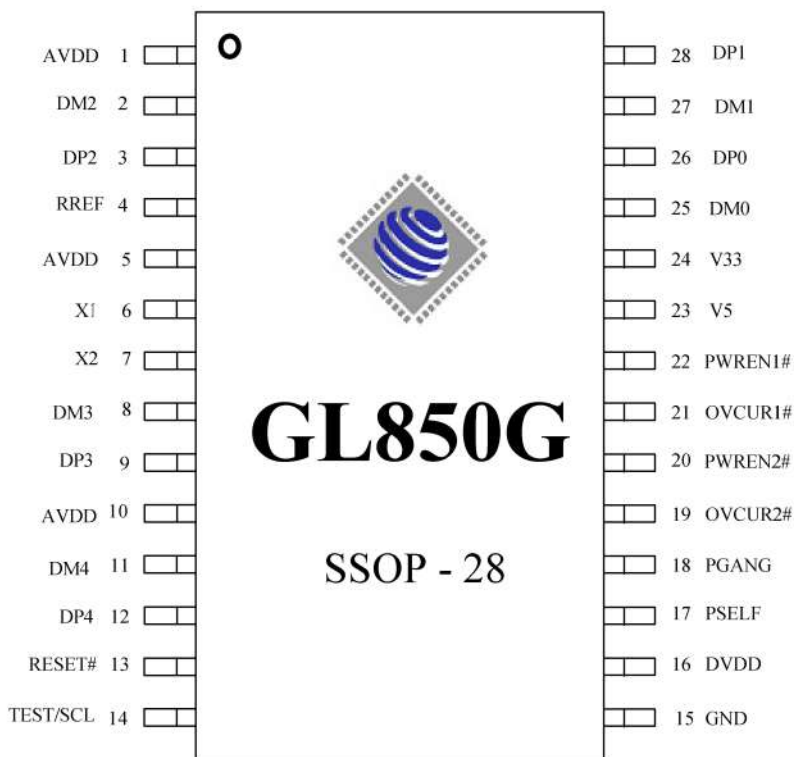 AVDD 1
DM2 2
DP2 3
RREF 4
AVDD 5
X1 6
X2 7
DM3 8
DP3 9
AVDD 10
DM4 11
DP4 12
RESET# 13
TEST/SCL 14
GL850G
SSOP - 28
28 DP1
27 DM1
26 DP0
25 DM0
24 V33
23 V5
22 PWREN1#
21 OVCUR1#
20 PWREN2#
19 OVCUR2#
18 PGANG
17 PSELF
16 DVDD
15 GND